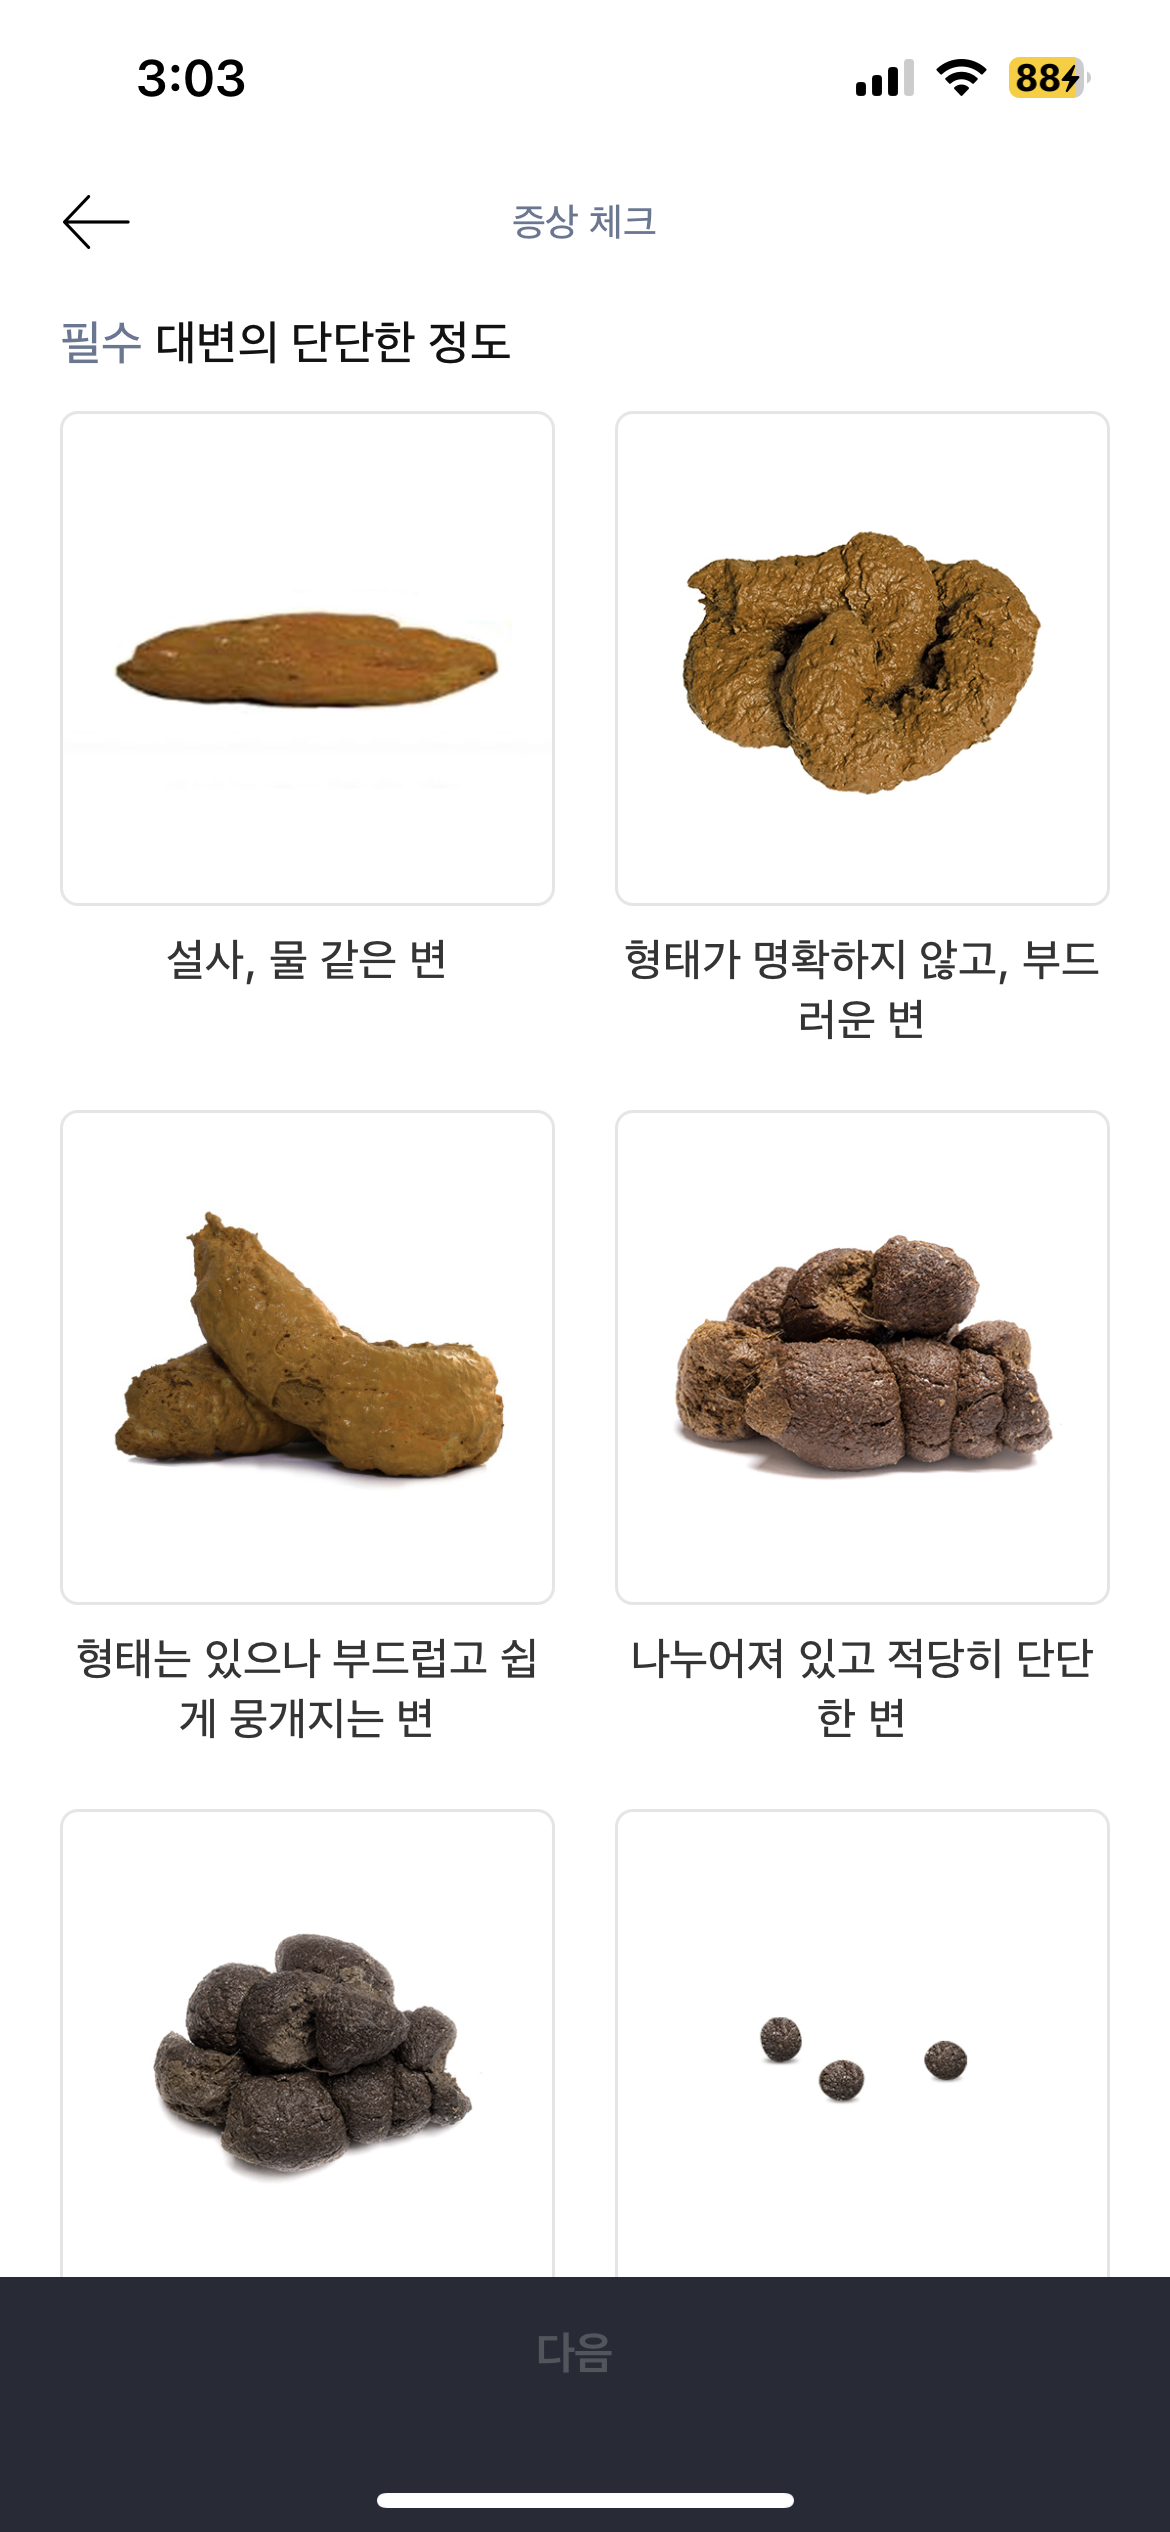 3:03
88
증상 체크
필수 대변의 단단한 정도
설사, 물 같은 변
형태가 명확하지 않고, 부드
러운 변
형태는 있으나 부드럽고 쉽
게 뭉개지는 변
나누어져 있고 적당히 단단
한 변
다음